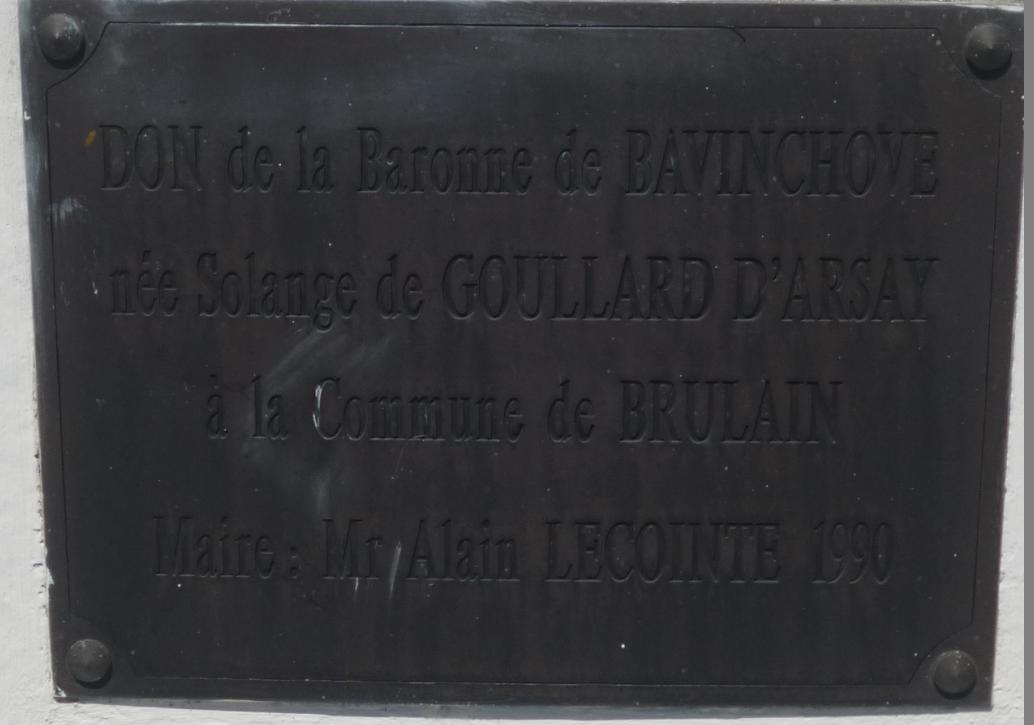 DON de la Baronne de BAVINCHOVE
née Solange de GOULLARD D'ARSAY
à la Commune de BRULAIN
Maire : Mr Alain LECOINTE 1990